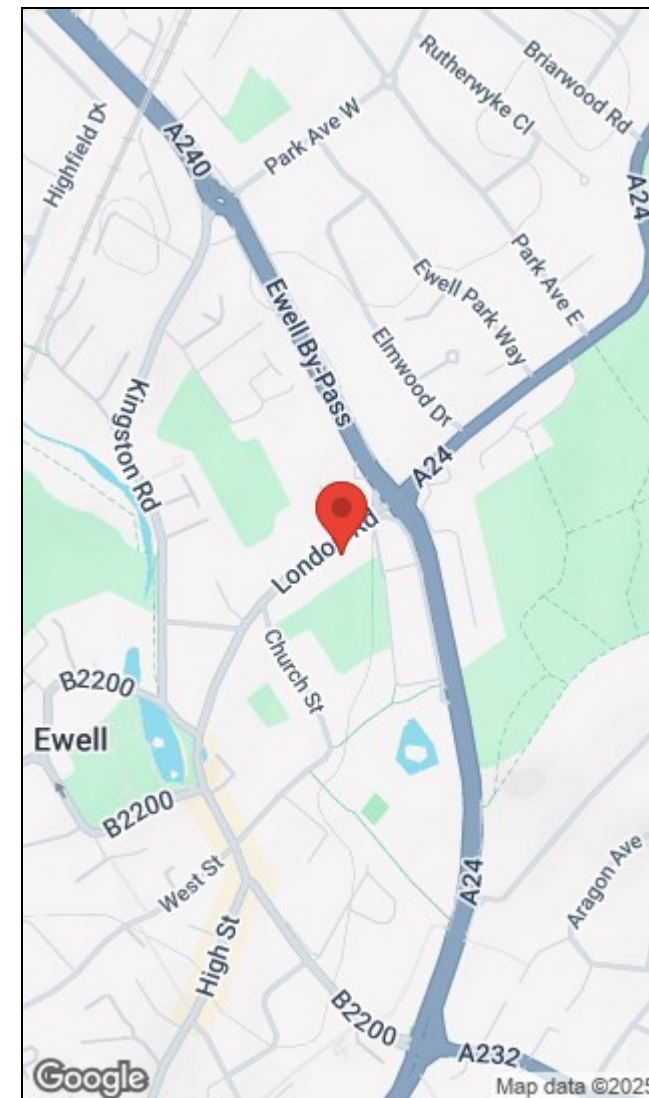 Briarwood Rd
Rutherwyke Cl
Highfield Dr
A240
Park Ave W
A24
Park Ave E
Ewell Park Way
Ewell By-Pass
Elmwood Dr
Kingston Rd
A24
London Rd
Church St
B2200
Ewell
B2200
West St
High St
A24
Aragon Ave
B2200
A232
Google
Map data ©2025